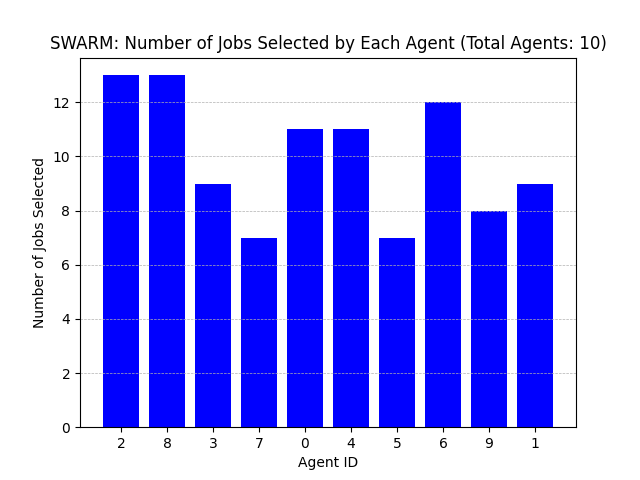 SWARM: Number of Jobs Selected by Each Agent (Total Agents: 10)
Number of Jobs Selected
12
10
8
6
4
2
0
2 8 3 7 0 4 5 6 9 1
Agent ID